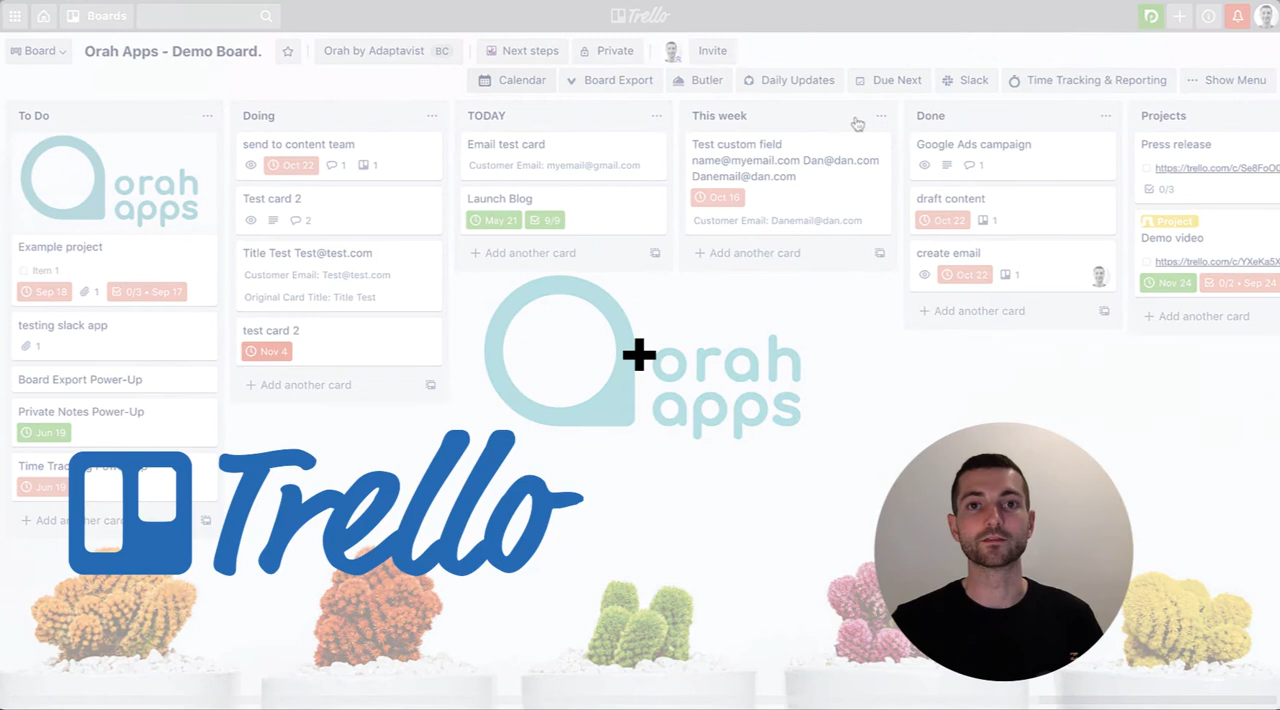 Boards
Trello
Board
Orah Apps - Demo Board.
Orah by Adaptavist BC
Next steps
Private
Invite
Calendar
Board Export
Butler
Daily Updates
Due Next
Slack
Time Tracking & Reporting
Show Menu
To Do
orah
apps
Example project
Item 1
Sep 18
1
0/3 • Sep 17
testing slack app
1
Board Export Power-Up
Private Notes Power-Up
Jun 19
Time
Jun 19
Doing
send to content team
Oct 22
1
1
Test card 2
2
Title Test Test@test.com
Customer Email: Test@test.com
Original Card Title: Title Test
test card 2
Nov 4
+ Add another card
TODAY
Email test card
Customer Email: myemail@gmail.com
Launch Blog
May 21
9/9
+ Add another card
This week
Test custom field
name@myemail.com Dan@dan.com
Danemail@dan.com
Oct 16
Customer Email: Danemail@dan.com
+ Add another card
Done
Google Ads campaign
1
draft content
Oct 22
1
create email
Oct 22
1
+ Add another card
Projects
Press release
https://trello.com/c/Se8FoO
0/3
Project
Demo video
https://trello.com/c/YXeKa5X
Nov 24
0/2 • Sep 24
+ Add another card
+
orah
apps
Trello